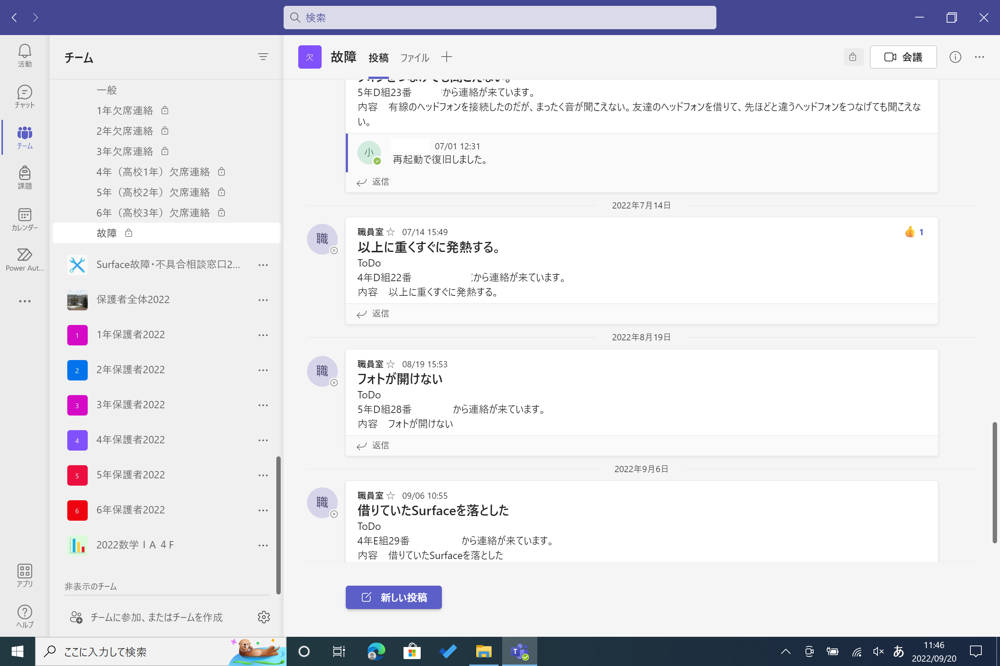 検索
活動
チャット
チーム
課題
カレンダー
Power Aut...
アプリ
ヘルプ
チーム
一般
1年欠席連絡
2年欠席連絡
3年欠席連絡
4年（高校1年）欠席連絡
5年（高校2年）欠席連絡
6年（高校3年）欠席連絡
故障
Surface故障・不具合相談窓口2...
保護者全体2022
1 1年保護者2022
2 2年保護者2022
3 3年保護者2022
4 4年保護者2022
5 5年保護者2022
6 6年保護者2022
2022数学ⅠA 4F
非表示のチーム
チームに参加、またはチームを作成
欠 故障 投稿 ファイル
会議
フォンをつなげても聞こえない。
5年D組23番 から連絡が来ています。
内容 有線のヘッドフォンを接続したのだが、まったく音が聞こえない。友達のヘッドフォンを借りて、先ほどと違うヘッドフォンをつなげても聞こえな
い。
小 07/01 12:31
再起動で復旧しました。
返信
2022年7月14日
職 職員室 07/14 15:49
1
以上に重くすぐに発熱する。
ToDo
4年D組22番 から連絡が来ています。
内容 以上に重くすぐに発熱する。
返信
2022年8月19日
職 職員室 08/19 15:53
フォトが開けない
ToDo
5年D組28番 から連絡が来ています。
内容 フォトが開けない
返信
2022年9月6日
職 職員室 09/06 10:55
借りていたSurfaceを落とした
ToDo
4年E組29番 から連絡が来ています。
内容 借りていたSurfaceを落とした
新しい投稿
ここに入力して検索
T
あ
11:46
2022/09/20